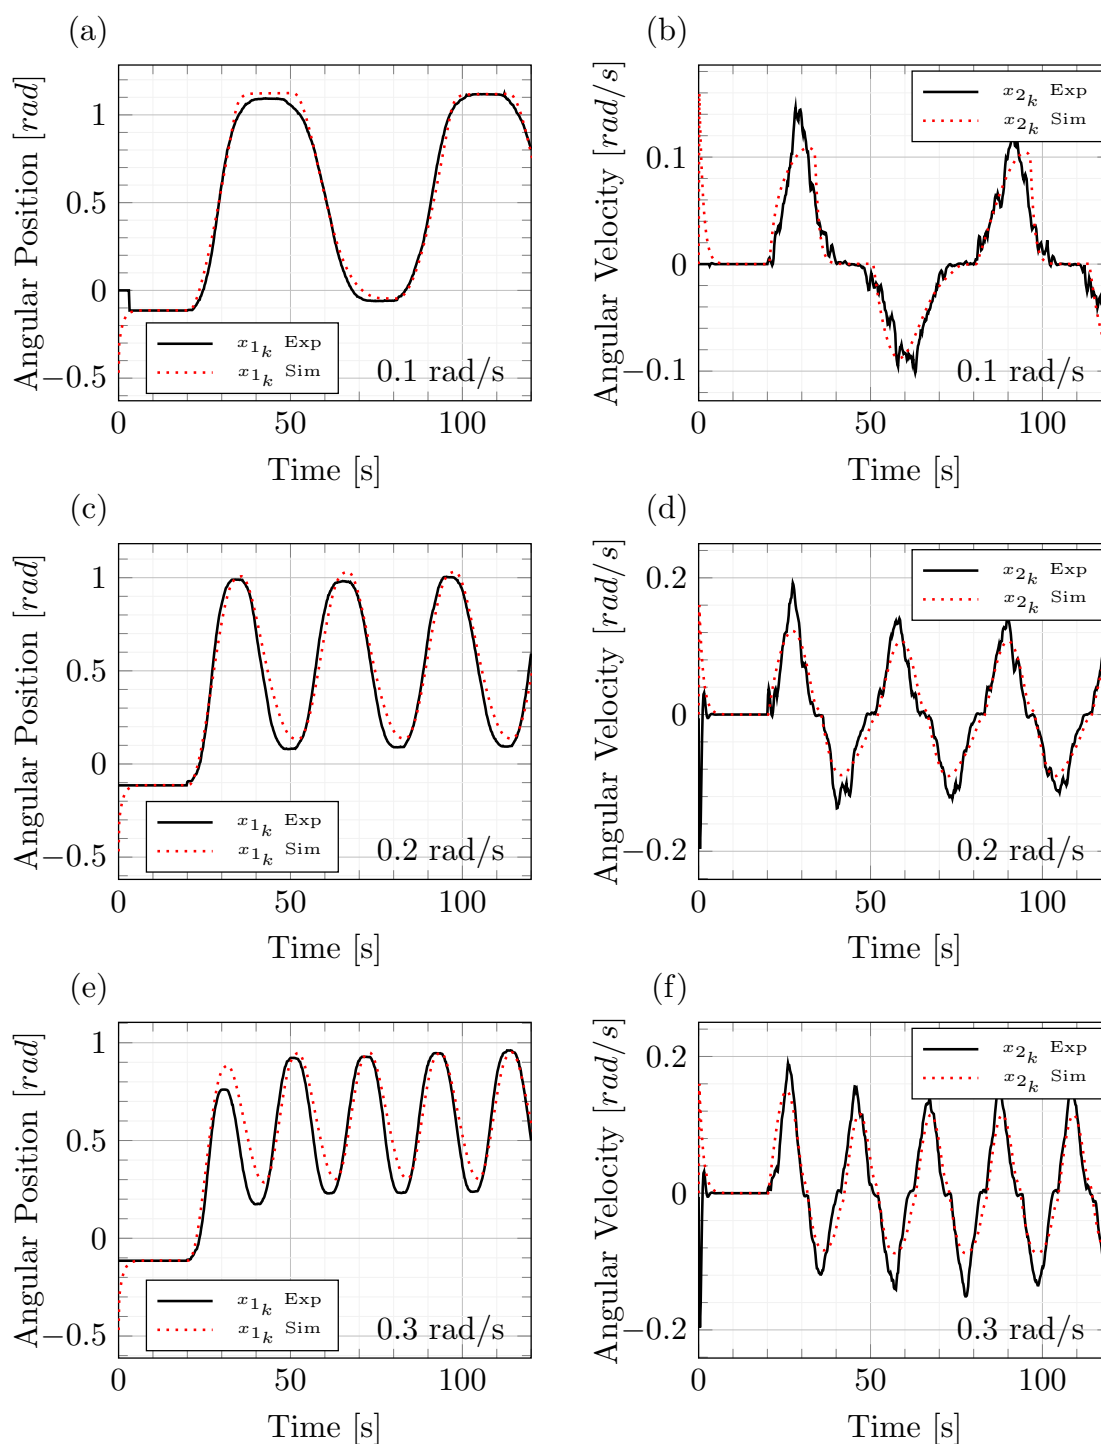 (a)
Angular Position [rad]
1
0.5
0
−0.5
x1k Exp
x1k Sim
0.1 rad/s
0 50 100
Time [s]
(b)
Angular Velocity [rad/s]
0.1
0
−0.1
x2k Exp
x2k Sim
0.1 rad/s
0 50 100
Time [s]
(c)
Angular Position [rad]
1
0.5
0
−0.5
x1k Exp
x1k Sim
0.2 rad/s
0 50 100
Time [s]
(d)
Angular Velocity [rad/s]
0.2
0
−0.2
x2k Exp
x2k Sim
0.2 rad/s
0 50 100
Time [s]
(e)
Angular Position [rad]
1
0.5
0
−0.5
x1k Exp
x1k Sim
0.3 rad/s
0 50 100
Time [s]
(f)
Angular Velocity [rad/s]
0.2
0
−0.2
x2k Exp
x2k Sim
0.3 rad/s
0 50 100
Time [s]